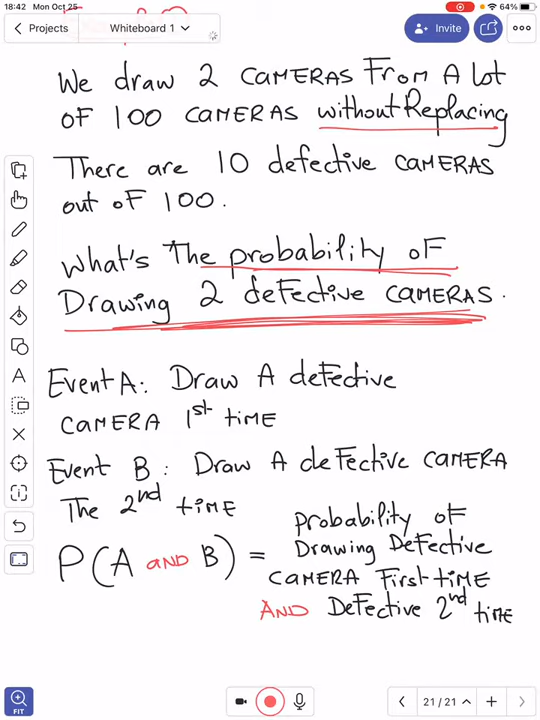 18:42 Mon Oct 25
64%
Projects
Whiteboard 1
Invite
We draw 2 CAMERAS From A lot
OF 100 CAMERAS without Replacing
There are 10 defective CAMERAS
out of 100.
What's The probability of
Drawing 2 defective CAMERAS.
Event A: Draw A defective
CAMERA 1st time
Event B: Draw A defective CAMERA
The 2nd time
P(A AND B) =
probability of
Drawing Defective
CAMERA First time
AND Defective 2nd time
A
FIT
21/21